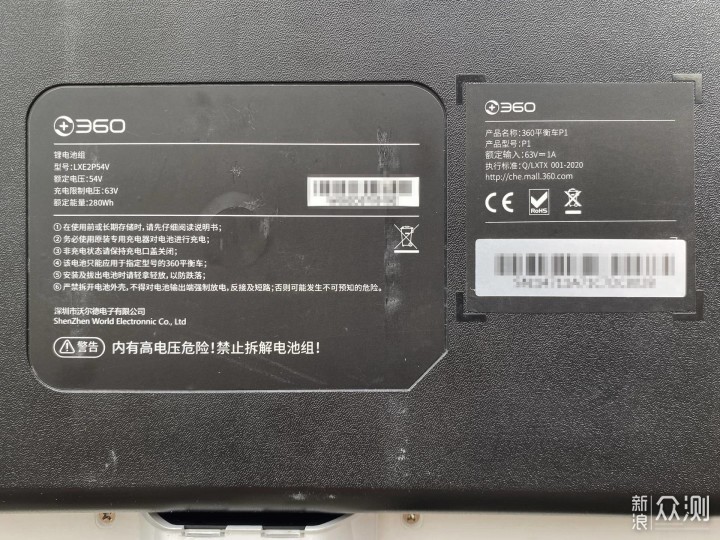 360
锂电池组
型号:LXE2P54V
额定电压:54V
充电限制电压:63V
额定能量:280Wh
①在使用前或长期存储时,请先仔细阅读说明书;
②务必使用原装专用充电器对电池进行充电;
③非充电状态请保持充电口盖关闭;
④该电池只能应用于指定型号的360平衡车;
⑤安装及拔出电池时请轻拿轻放,以防跌落;
⑥严禁拆开电池外壳,不得对电池输出端强制放电,反接及短路;否则可能发生不可预知的危险。
深圳市沃尔德电子有限公司
ShenZhen World Electronnic Co., Ltd
警告 内有高电压危险!禁止拆解电池组!
360
产品名称:360平衡车P1
产品型号:P1
额定输入:63V⎓1A
执行标准:Q/LXTX 001-2020
http://che.mall.360.com
CE RoHS
新浪众测